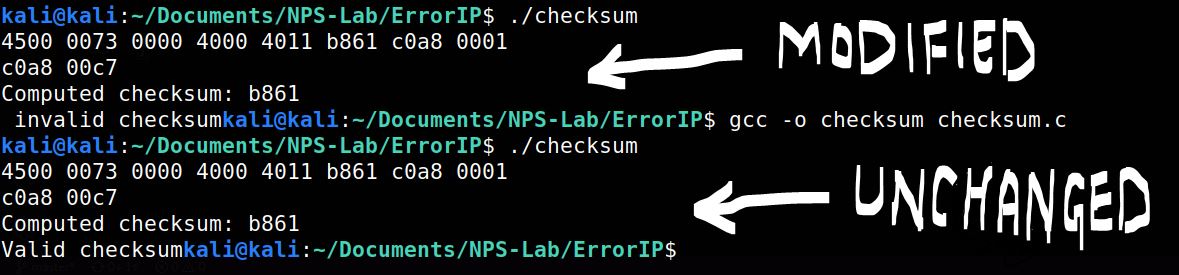 kali@kali:~/Documents/NPS-Lab/ErrorIP$ ./checksum
4500 0073 0000 4000 4011 b861 c0a8 0001
c0a8 00c7
Computed checksum: b861
 invalid checksumkali@kali:~/Documents/NPS-Lab/ErrorIP$ gcc -o checksum checksum.c
kali@kali:~/Documents/NPS-Lab/ErrorIP$ ./checksum
4500 0073 0000 4000 4011 b861 c0a8 0001
c0a8 00c7
Computed checksum: b861
Valid checksumkali@kali:~/Documents/NPS-Lab/ErrorIP$
MODIFIED
UNCHANGED